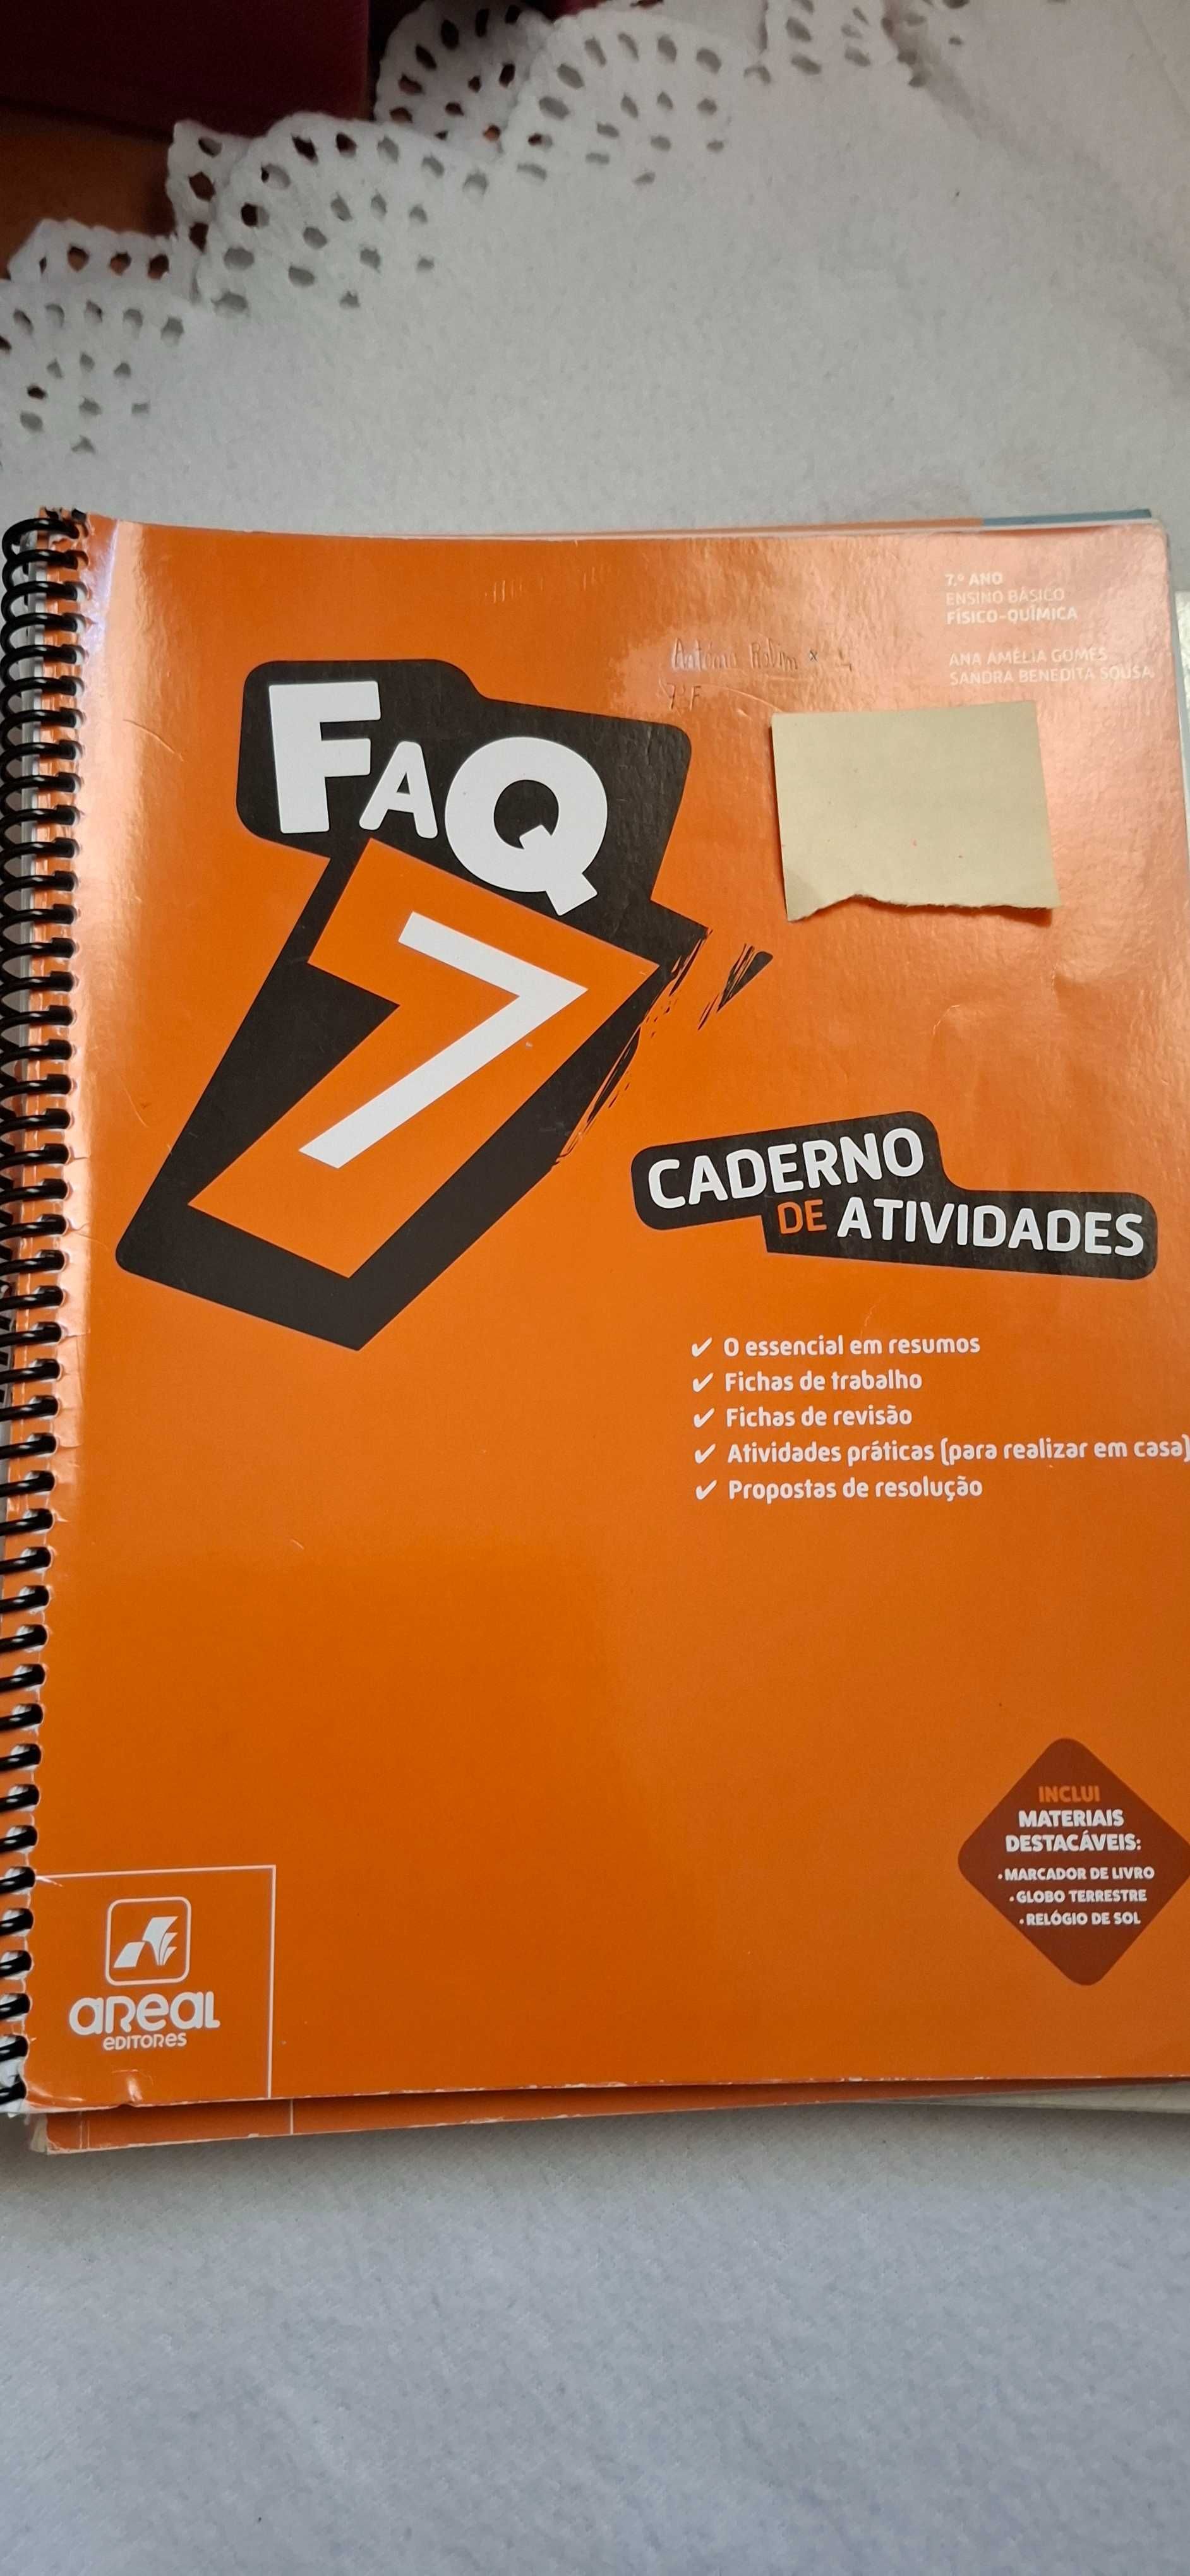 7.º ANO
ENSINO BÁSICO
FÍSICO-QUÍMICA
ANA AMÉLIA GOMES
SANDRA BENEDITA SOUSA
António
7ºF
FAQ
7
CADERNO
DE ATIVIDADES
✔ O essencial em resumos
✔ Fichas de trabalho
✔ Fichas de revisão
✔ Atividades práticas (para realizar em casa)
✔ Propostas de resolução
INCLUI
MATERIAIS
DESTACÁVEIS:
• MARCADOR DE LIVRO
• GLOBO TERRESTRE
• RELÓGIO DE SOL
aReaL
eDITORes